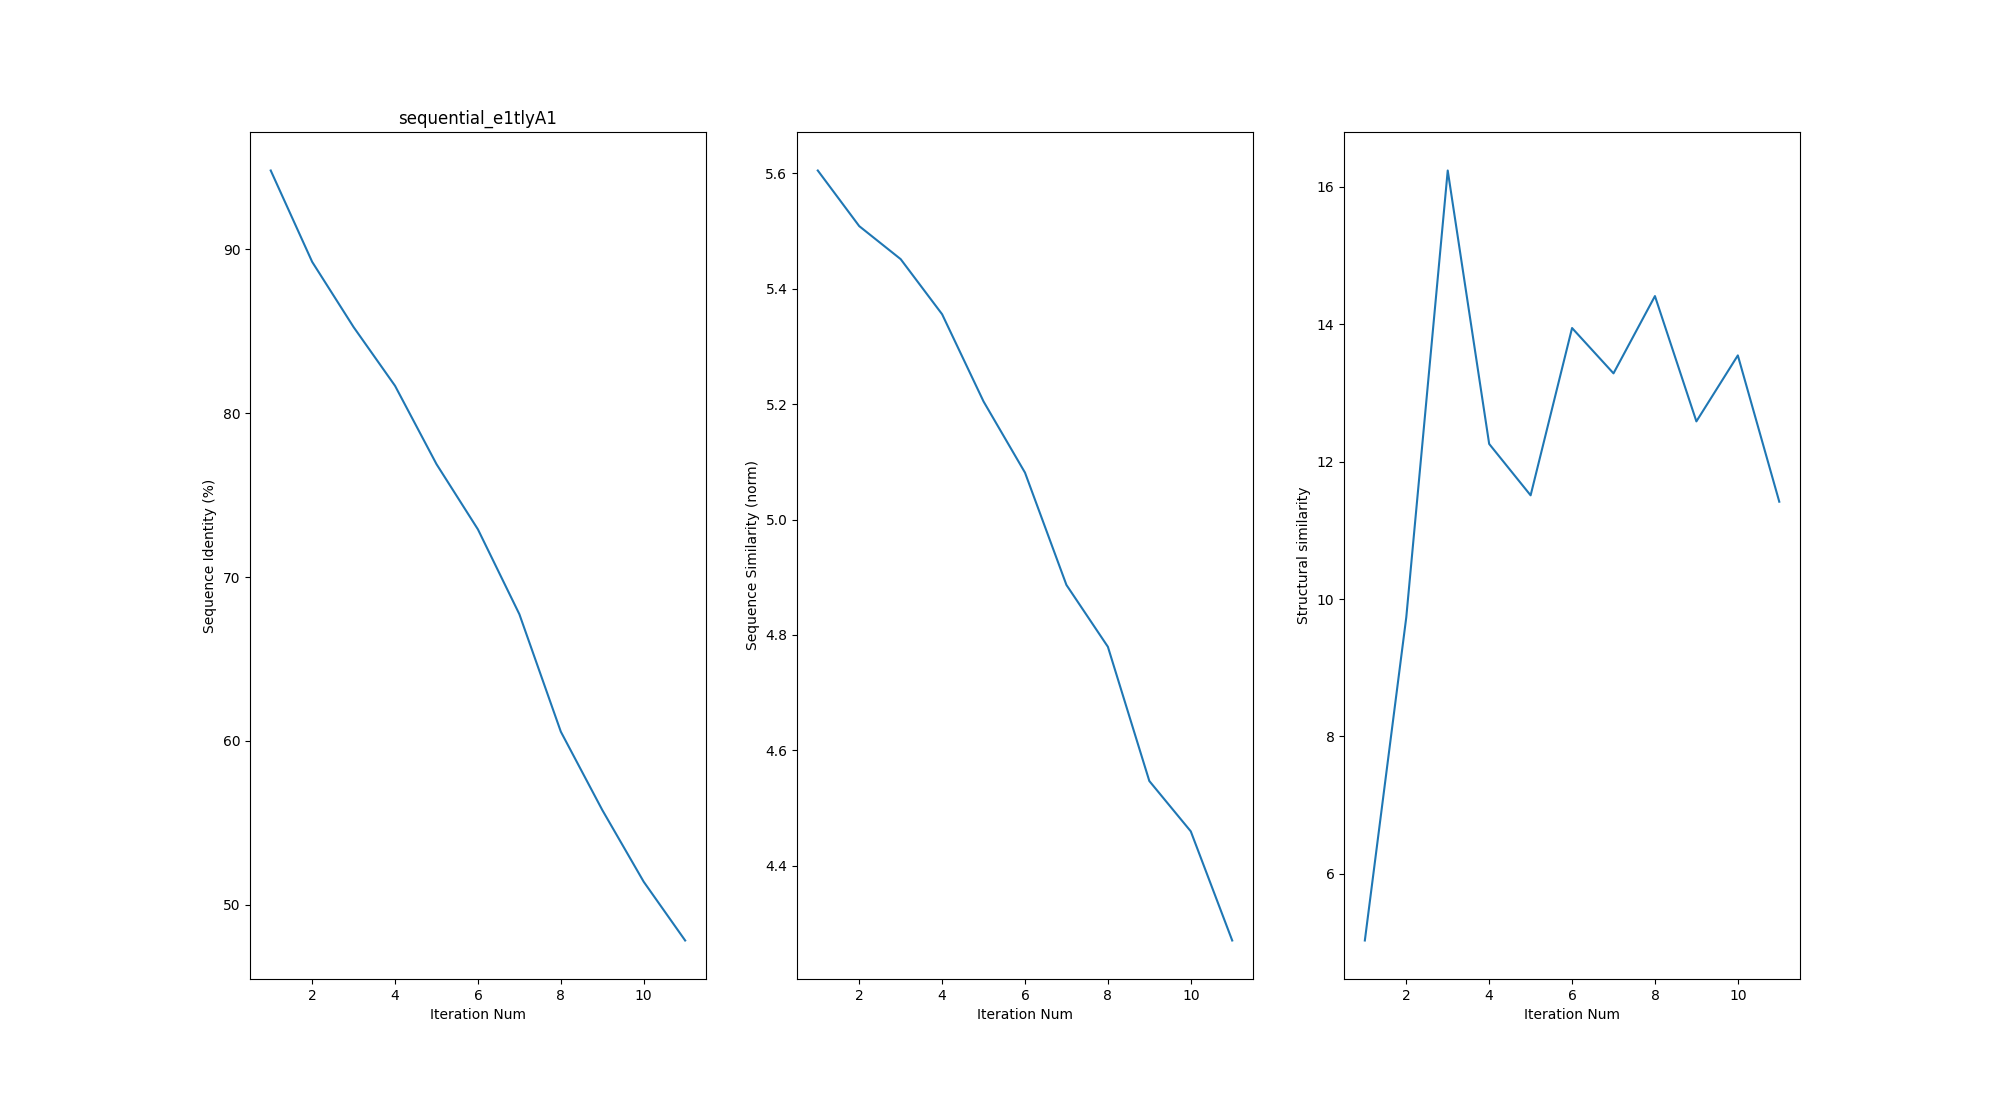 sequential_e1tlyA1
Sequence Identity (%)
90
80
70
60
50
2 4 6 8 10
Iteration Num
Sequence Similarity (norm)
5.6
5.4
5.2
5.0
4.8
4.6
4.4
2 4 6 8 10
Iteration Num
Structural similarity
16
14
12
10
8
6
2 4 6 8 10
Iteration Num